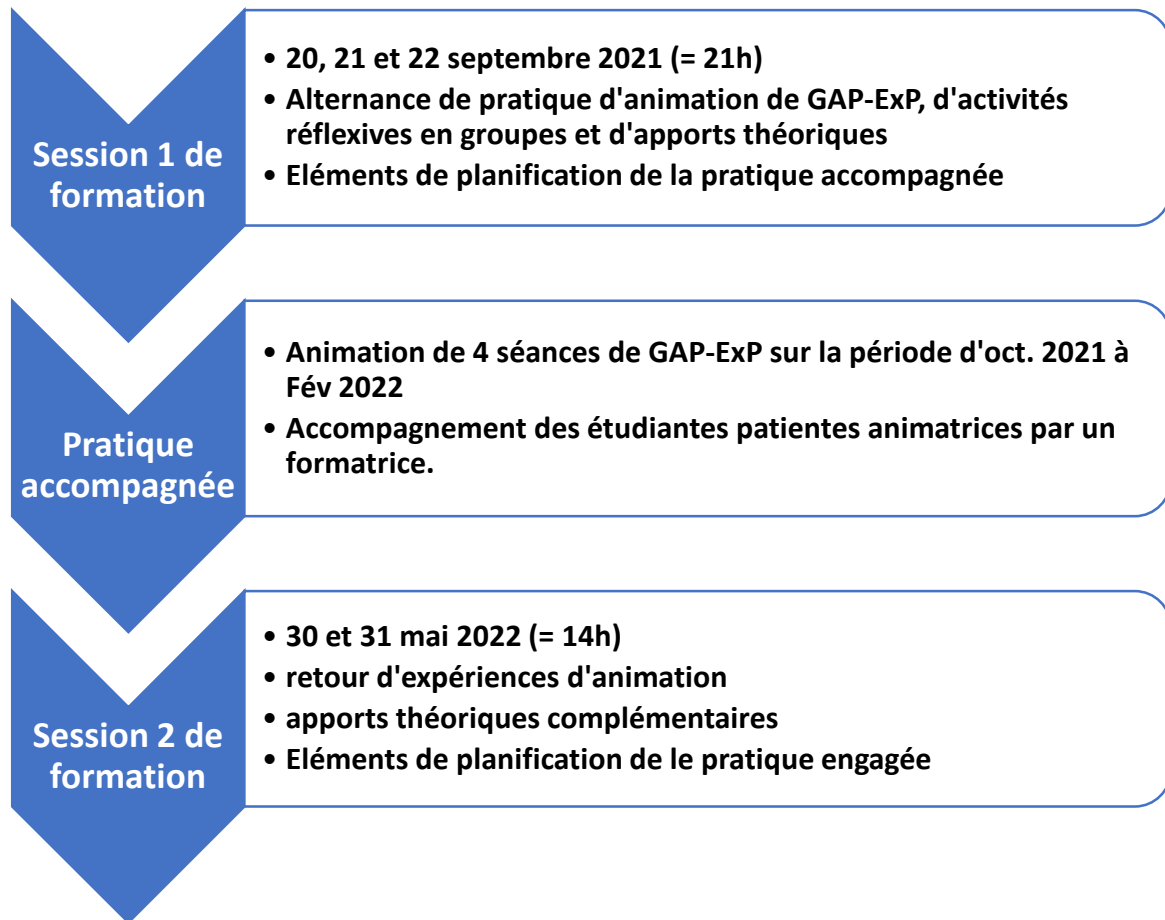 Session 1 de
formation
• 20, 21 et 22 septembre 2021 (= 21h)
• Alternance de pratique d'animation de GAP-ExP, d'activités
réflexives en groupes et d'apports théoriques
• Eléments de planification de la pratique accompagnée
Pratique
accompagnée
• Animation de 4 séances de GAP-ExP sur la période d'oct. 2021 à
Fév 2022
• Accompagnement des étudiantes patientes animatrices par un
formatrice.
Session 2 de
formation
• 30 et 31 mai 2022 (= 14h)
• retour d'expériences d'animation
• apports théoriques complémentaires
• Eléments de planification de le pratique engagée